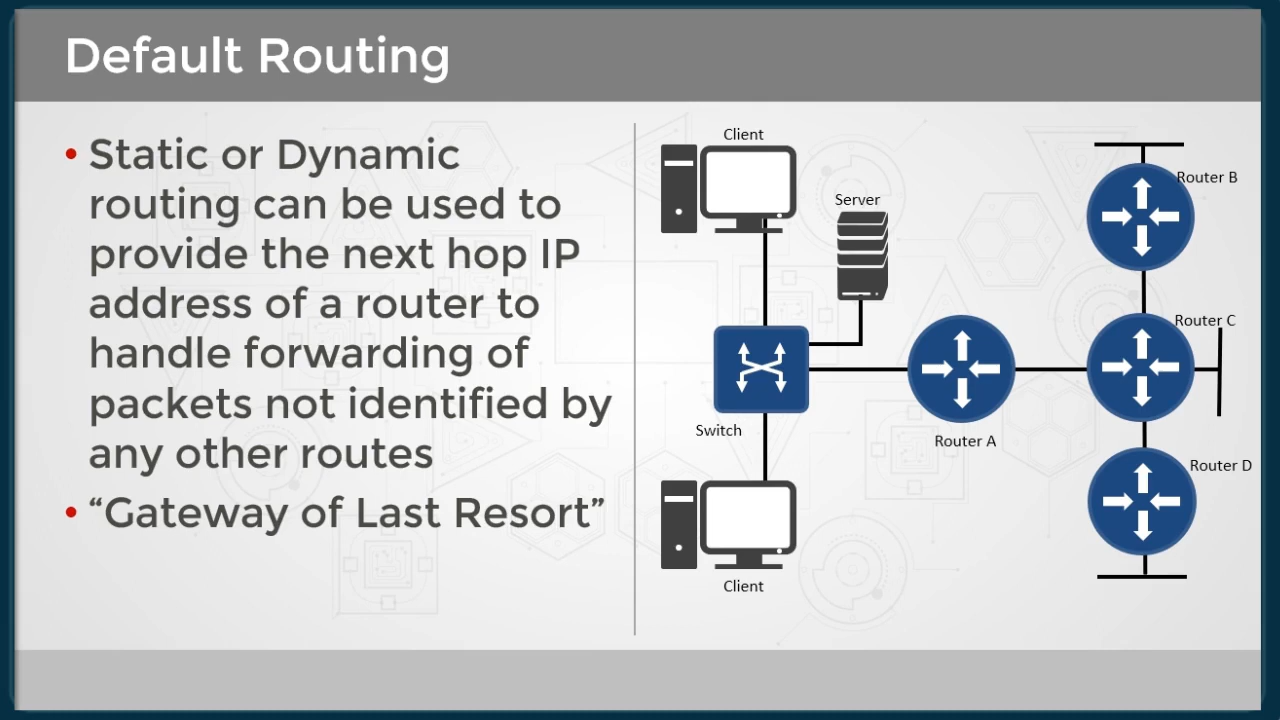 Default Routing
• Static or Dynamic
routing can be used to
provide the next hop IP
address of a router to
handle forwarding of
packets not identified by
any other routes
• “Gateway of Last Resort”
Client
Server
Router B
Router C
Switch
Router A
Router D
Client